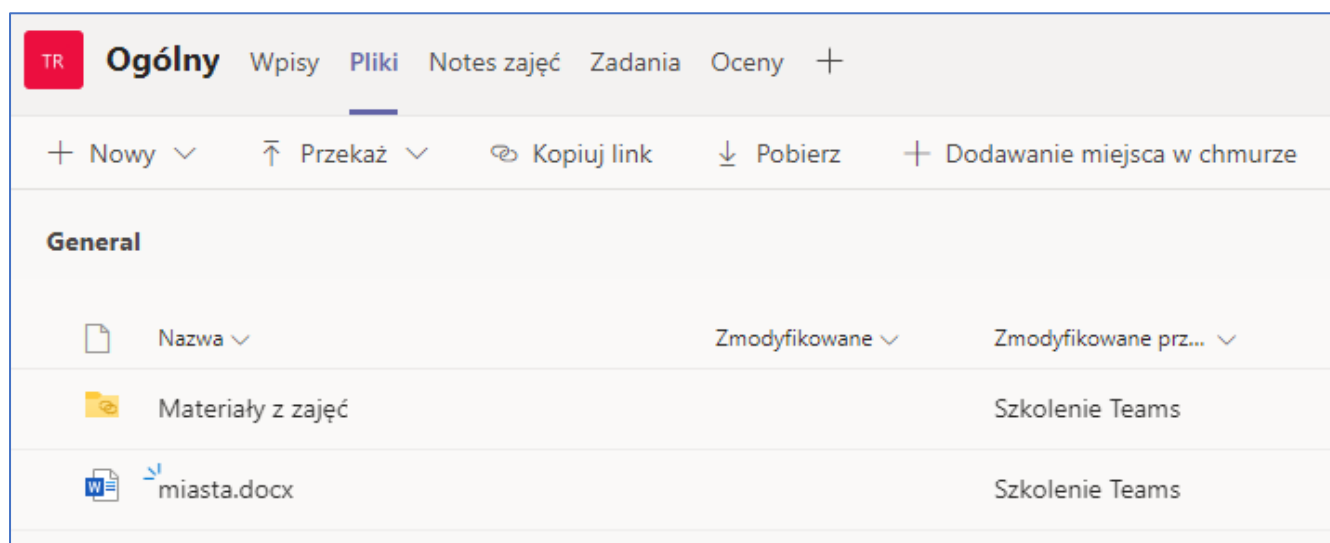 TR Ogólny Wpisy Pliki Notes zajęć Zadania Oceny +
+ Nowy Przekaż Kopiuj link Pobierz + Dodawanie miejsca w chmurze
General
Nazwa Zmodyfikowane Zmodyfikowane prz...
Materiały z zajęć Szkolenie Teams
W miasta.docx Szkolenie Teams